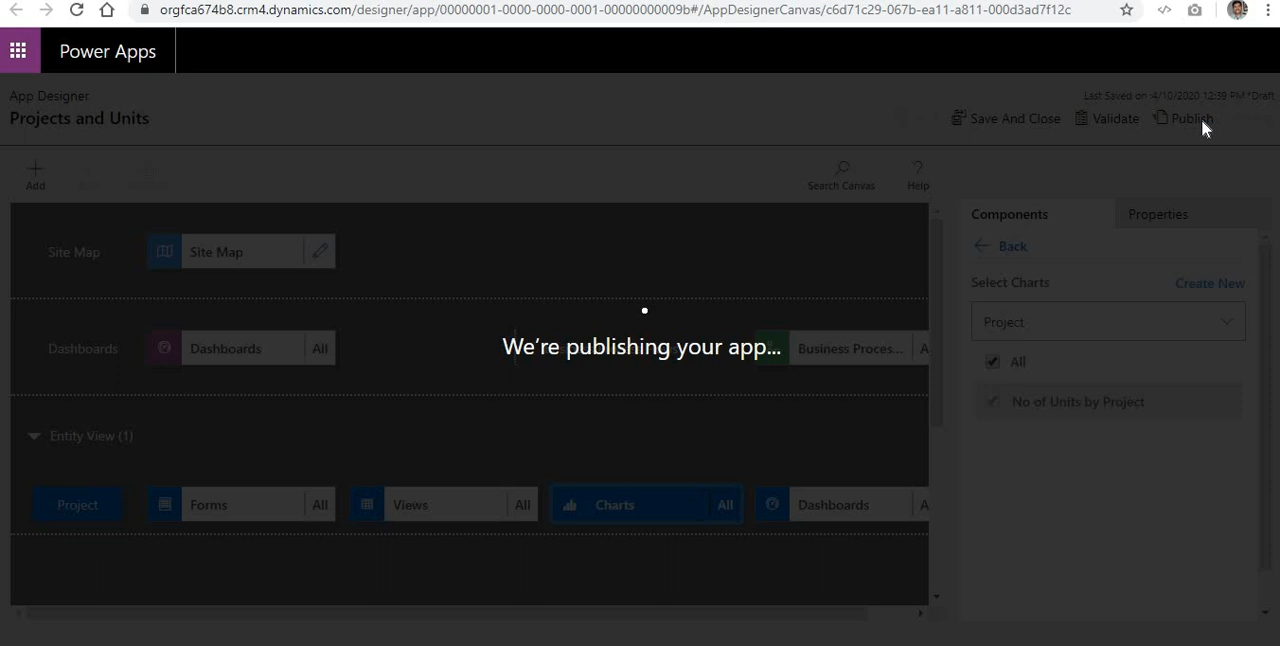 orgfca674b8.crm4.dynamics.com/designer/app/00000001-0000-0000-0001-00000000009b#/AppDesignerCanvas/c6d71c29-067b-ea11-a811-000d3ad7f12c
Power Apps
App Designer
Last Saved on :4/10/2020 12:39 PM *Draft
Projects and Units
Save And Close
Validate
Publish
Add
Search Canvas
Help
Components
Properties
Site Map
Site Map
Back
Select Charts
Create New
Project
Dashboards
Dashboards
All
We're publishing your app...
Business Proces...
All
No of Units by Project
Entity View (1)
Project
Forms
All
Views
All
Charts
All
Dashboards